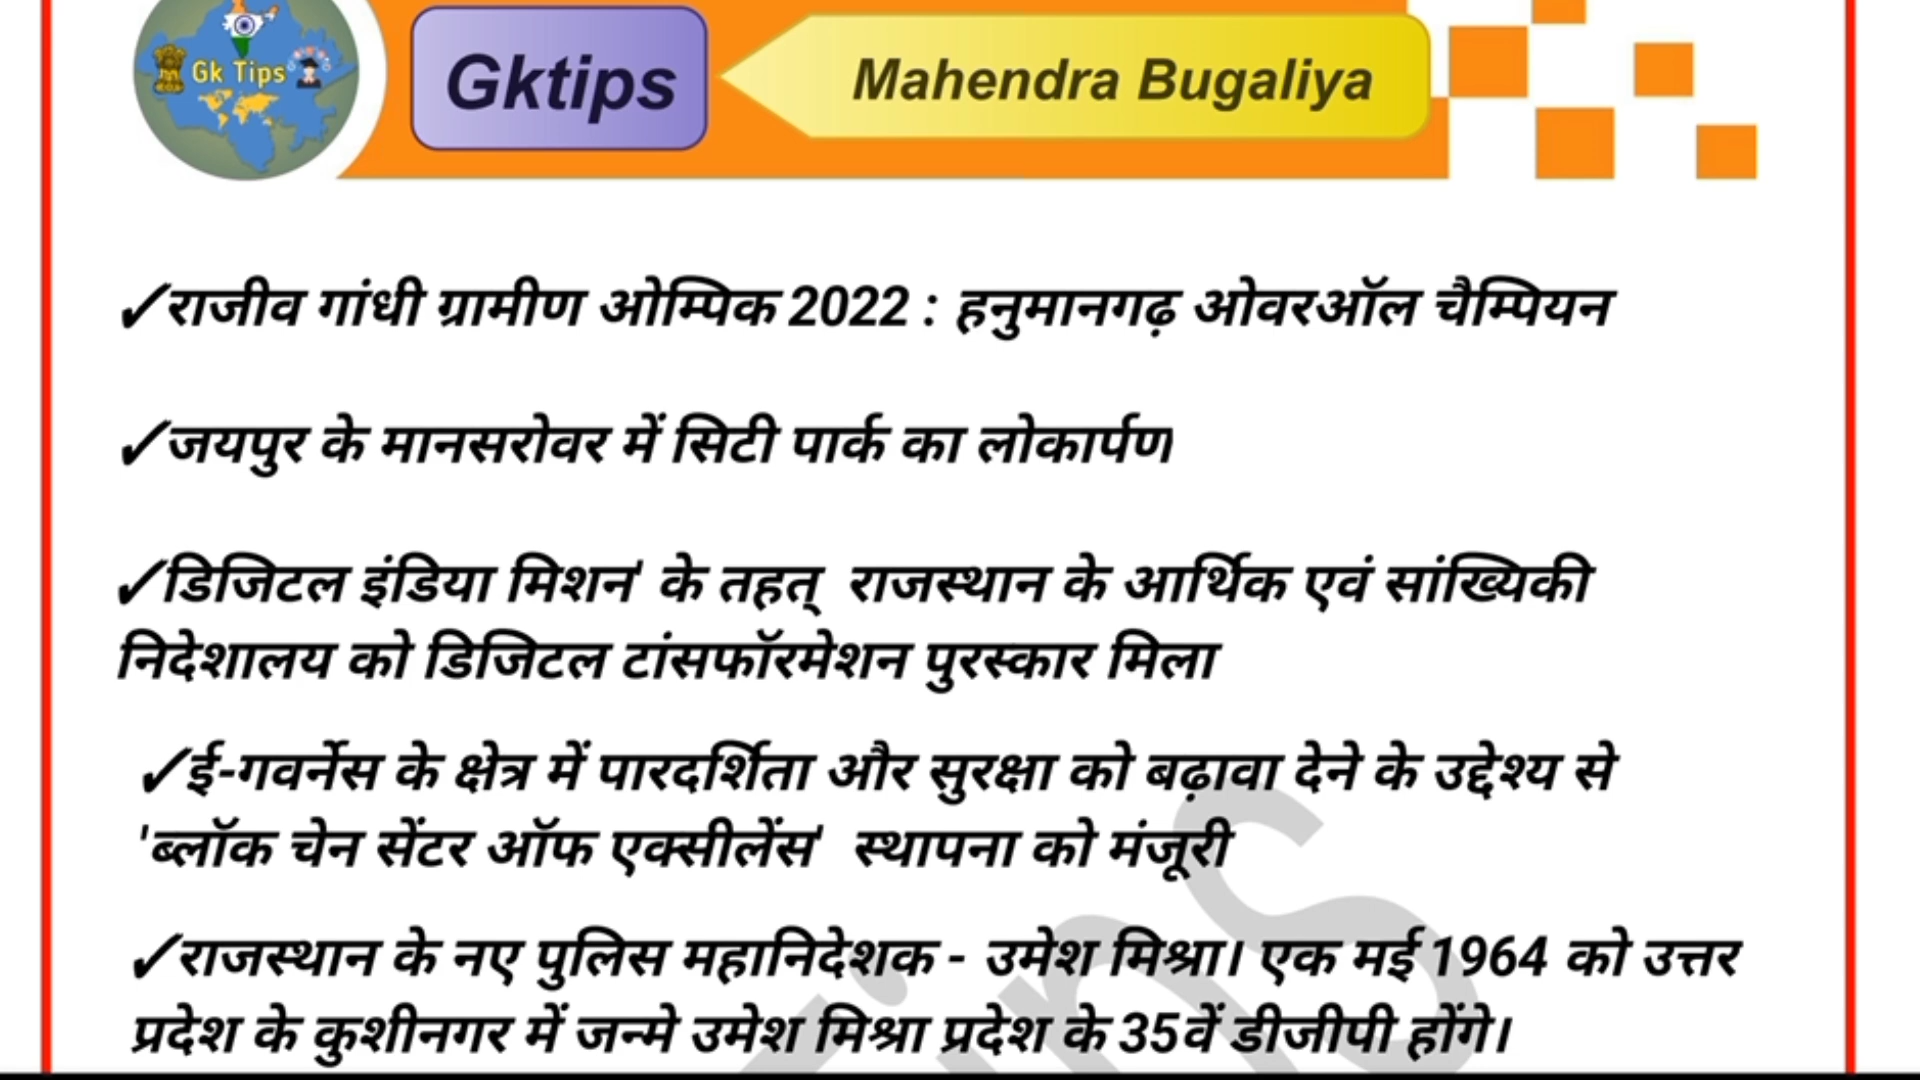 Gk Tips
Gktips
Mahendra Bugaliya
✓राजीव गांधी ग्रामीण ओम्पिक 2022 : हनुमानगढ़ ओवरऑल चैम्पियन
✓जयपुर के मानसरोवर में सिटी पार्क का लोकार्पण
✓डिजिटल इंडिया मिशन' के तहत् राजस्थान के आर्थिक एवं सांख्यिकी
निदेशालय को डिजिटल टांसफॉरमेशन पुरस्कार मिला
✓ई-गवर्नेस के क्षेत्र में पारदर्शिता और सुरक्षा को बढ़ावा देने के उद्देश्य से
'ब्लॉक चेन सेंटर ऑफ एक्सीलेंस' स्थापना को मंजूरी
✓राजस्थान के नए पुलिस महानिदेशक - उमेश मिश्रा। एक मई 1964 को उत्तर
प्रदेश के कुशीनगर में जन्मे उमेश मिश्रा प्रदेश के 35वें डीजीपी होंगे।